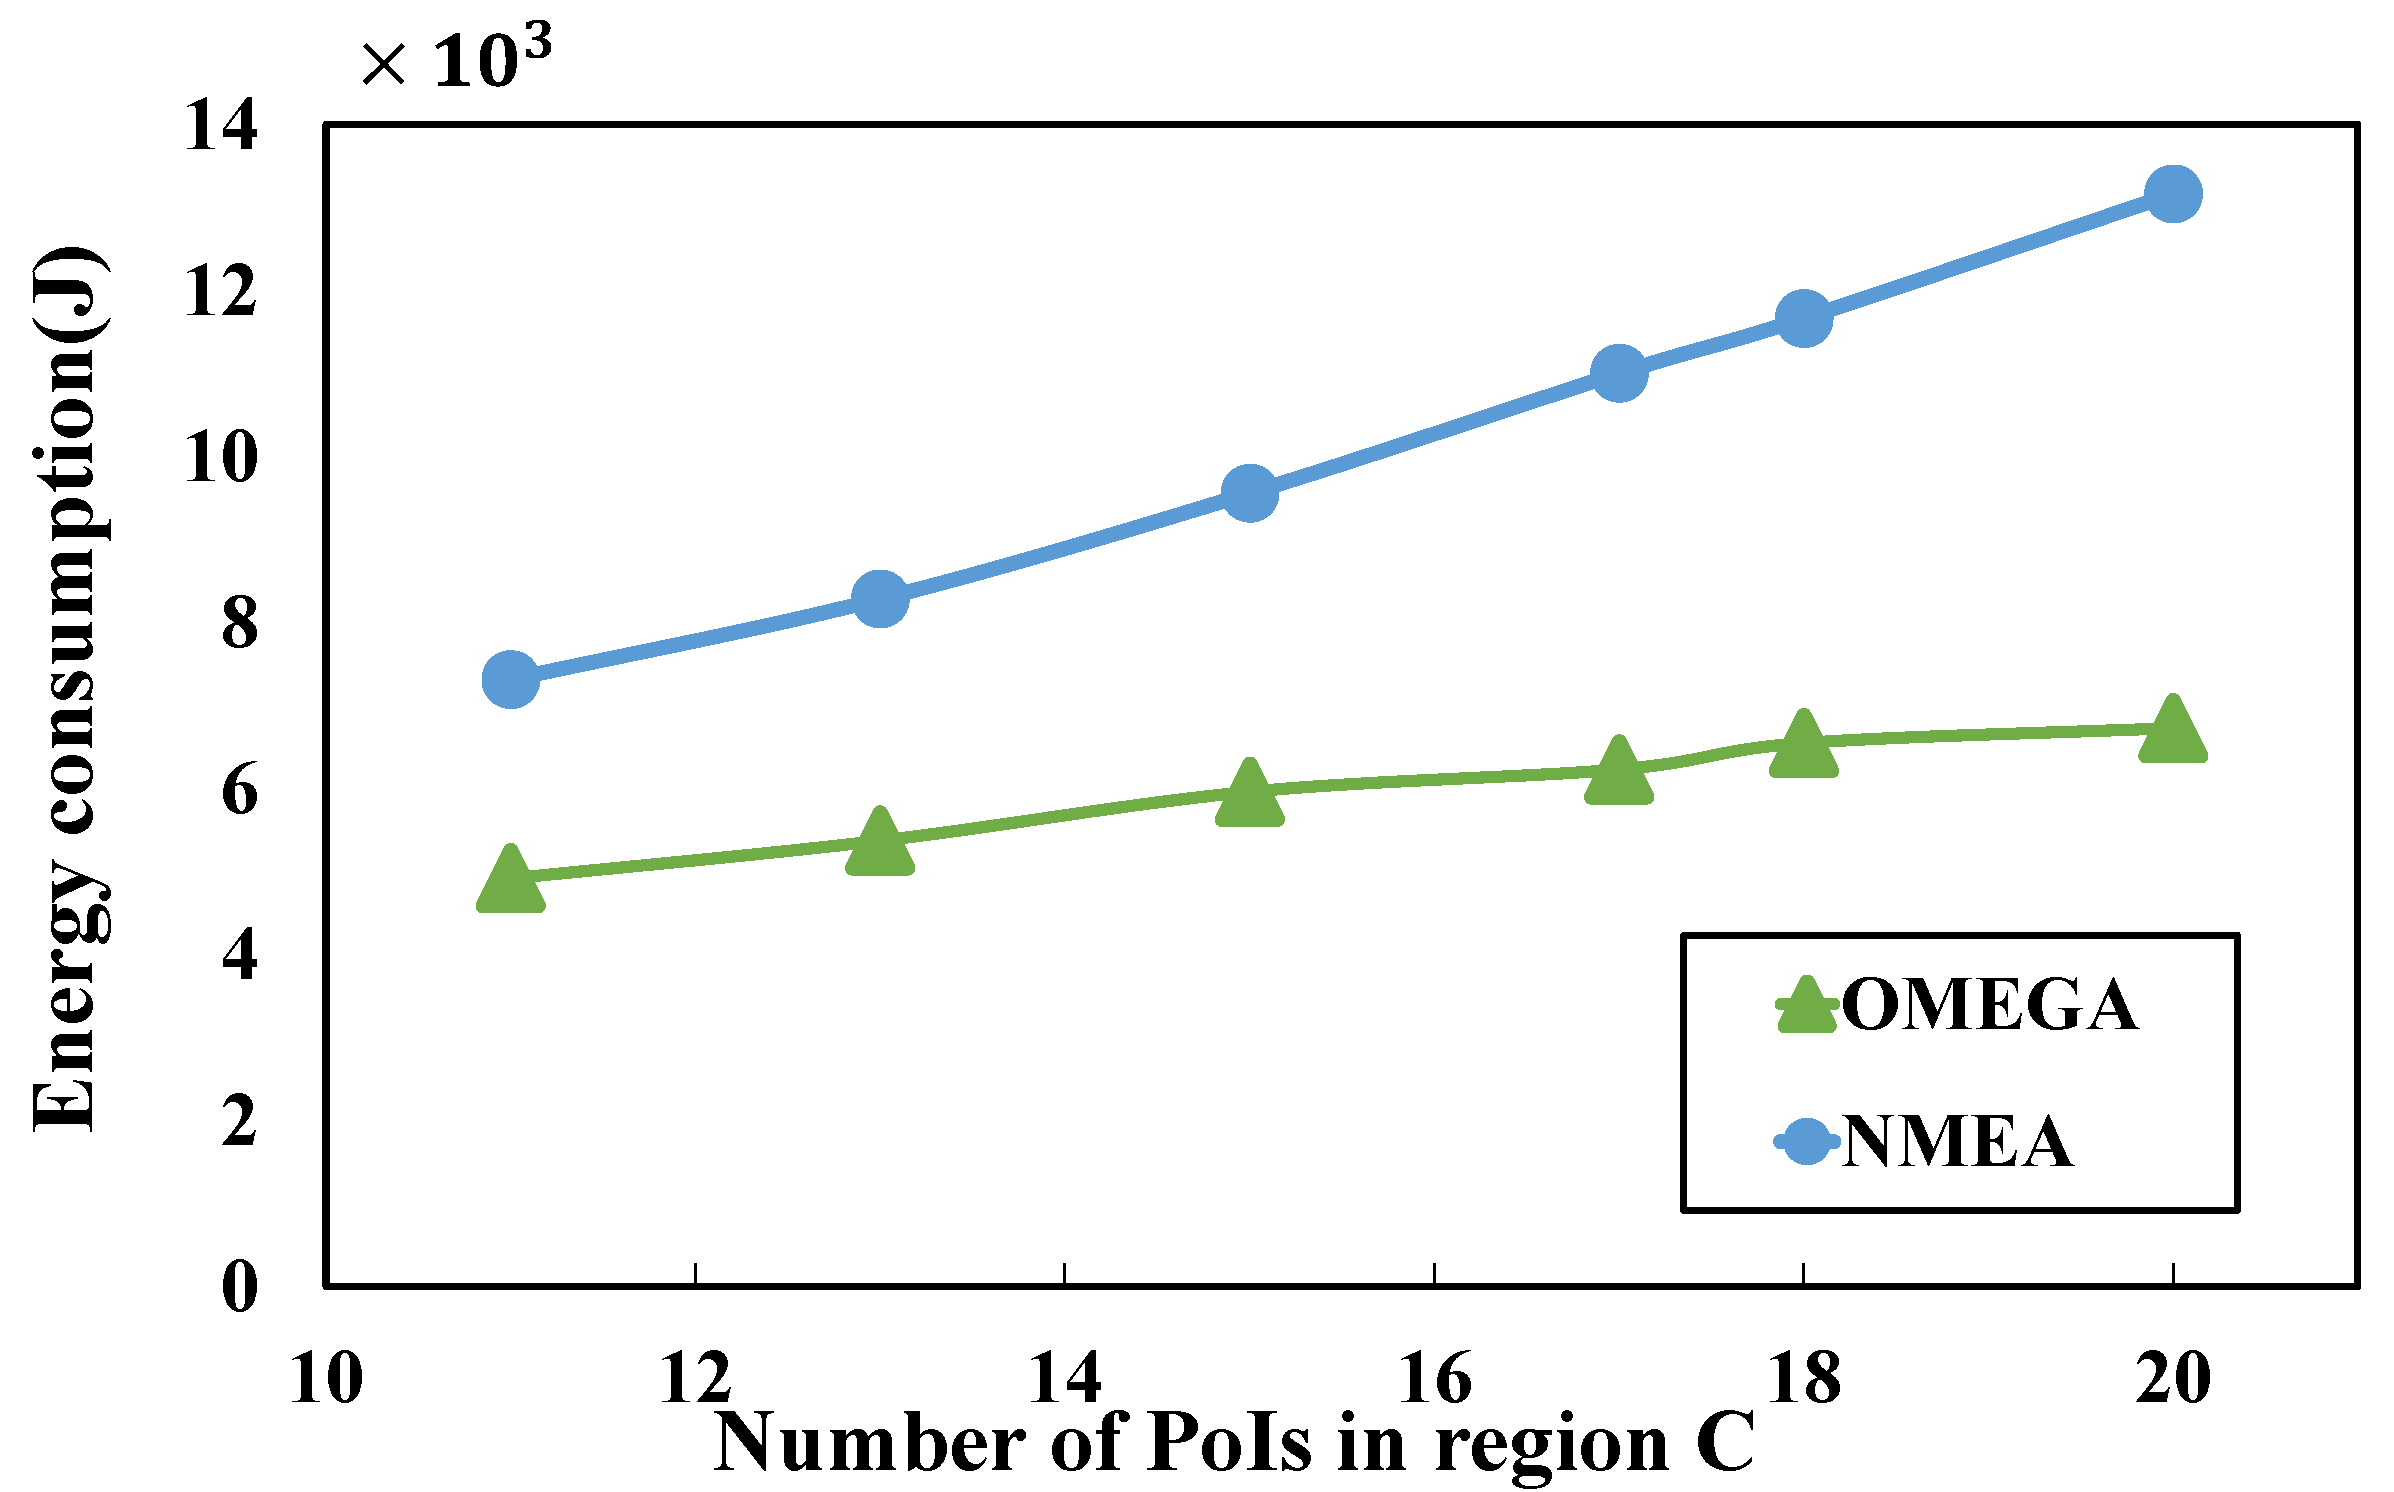 × 10³
14
12
10
8
6
4
2
0
Energy consumption(J)
OMEGA
NMEA
10 12 14 16 18 20
Number of PoIs in region C